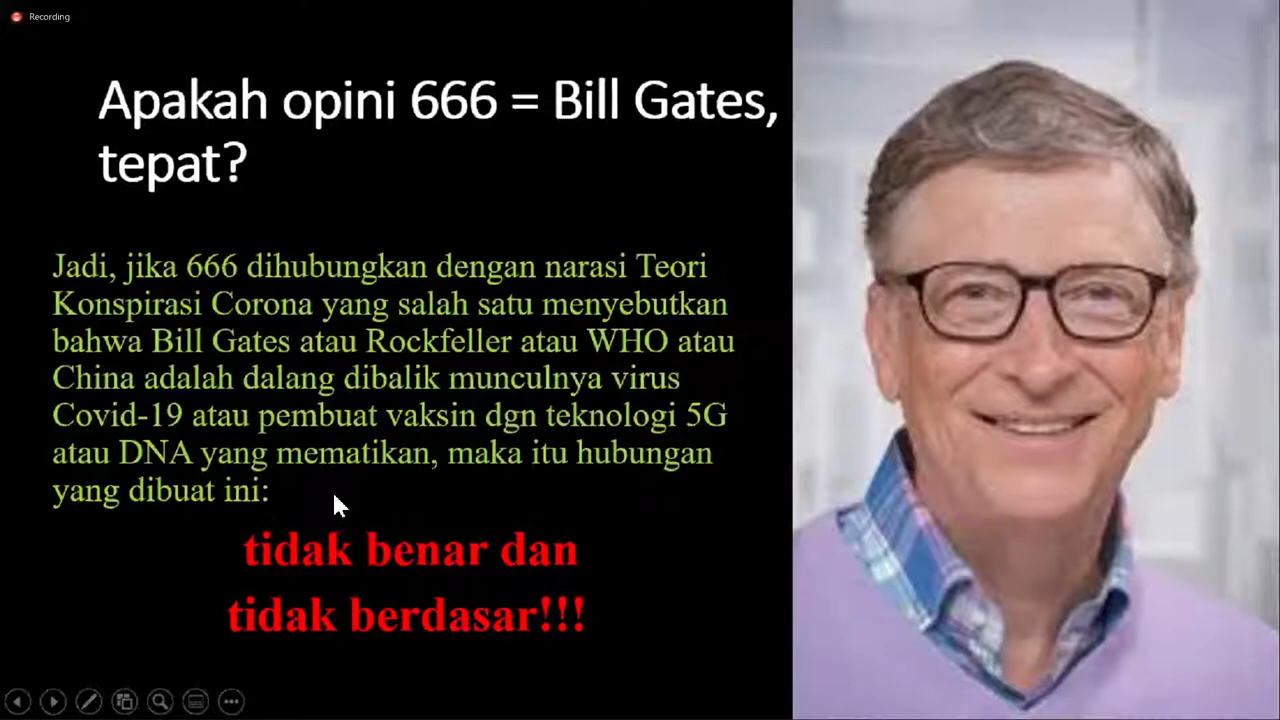 Recording
Apakah opini 666 = Bill Gates,
tepat?
Jadi, jika 666 dihubungkan dengan narasi Teori
Konspirasi Corona yang salah satu menyebutkan
bahwa Bill Gates atau Rockfeller atau WHO atau
China adalah dalang dibalik munculnya virus
Covid-19 atau pembuat vaksin dgn teknologi 5G
atau DNA yang mematikan, maka itu hubungan
yang dibuat ini:
tidak benar dan
tidak berdasar!!!